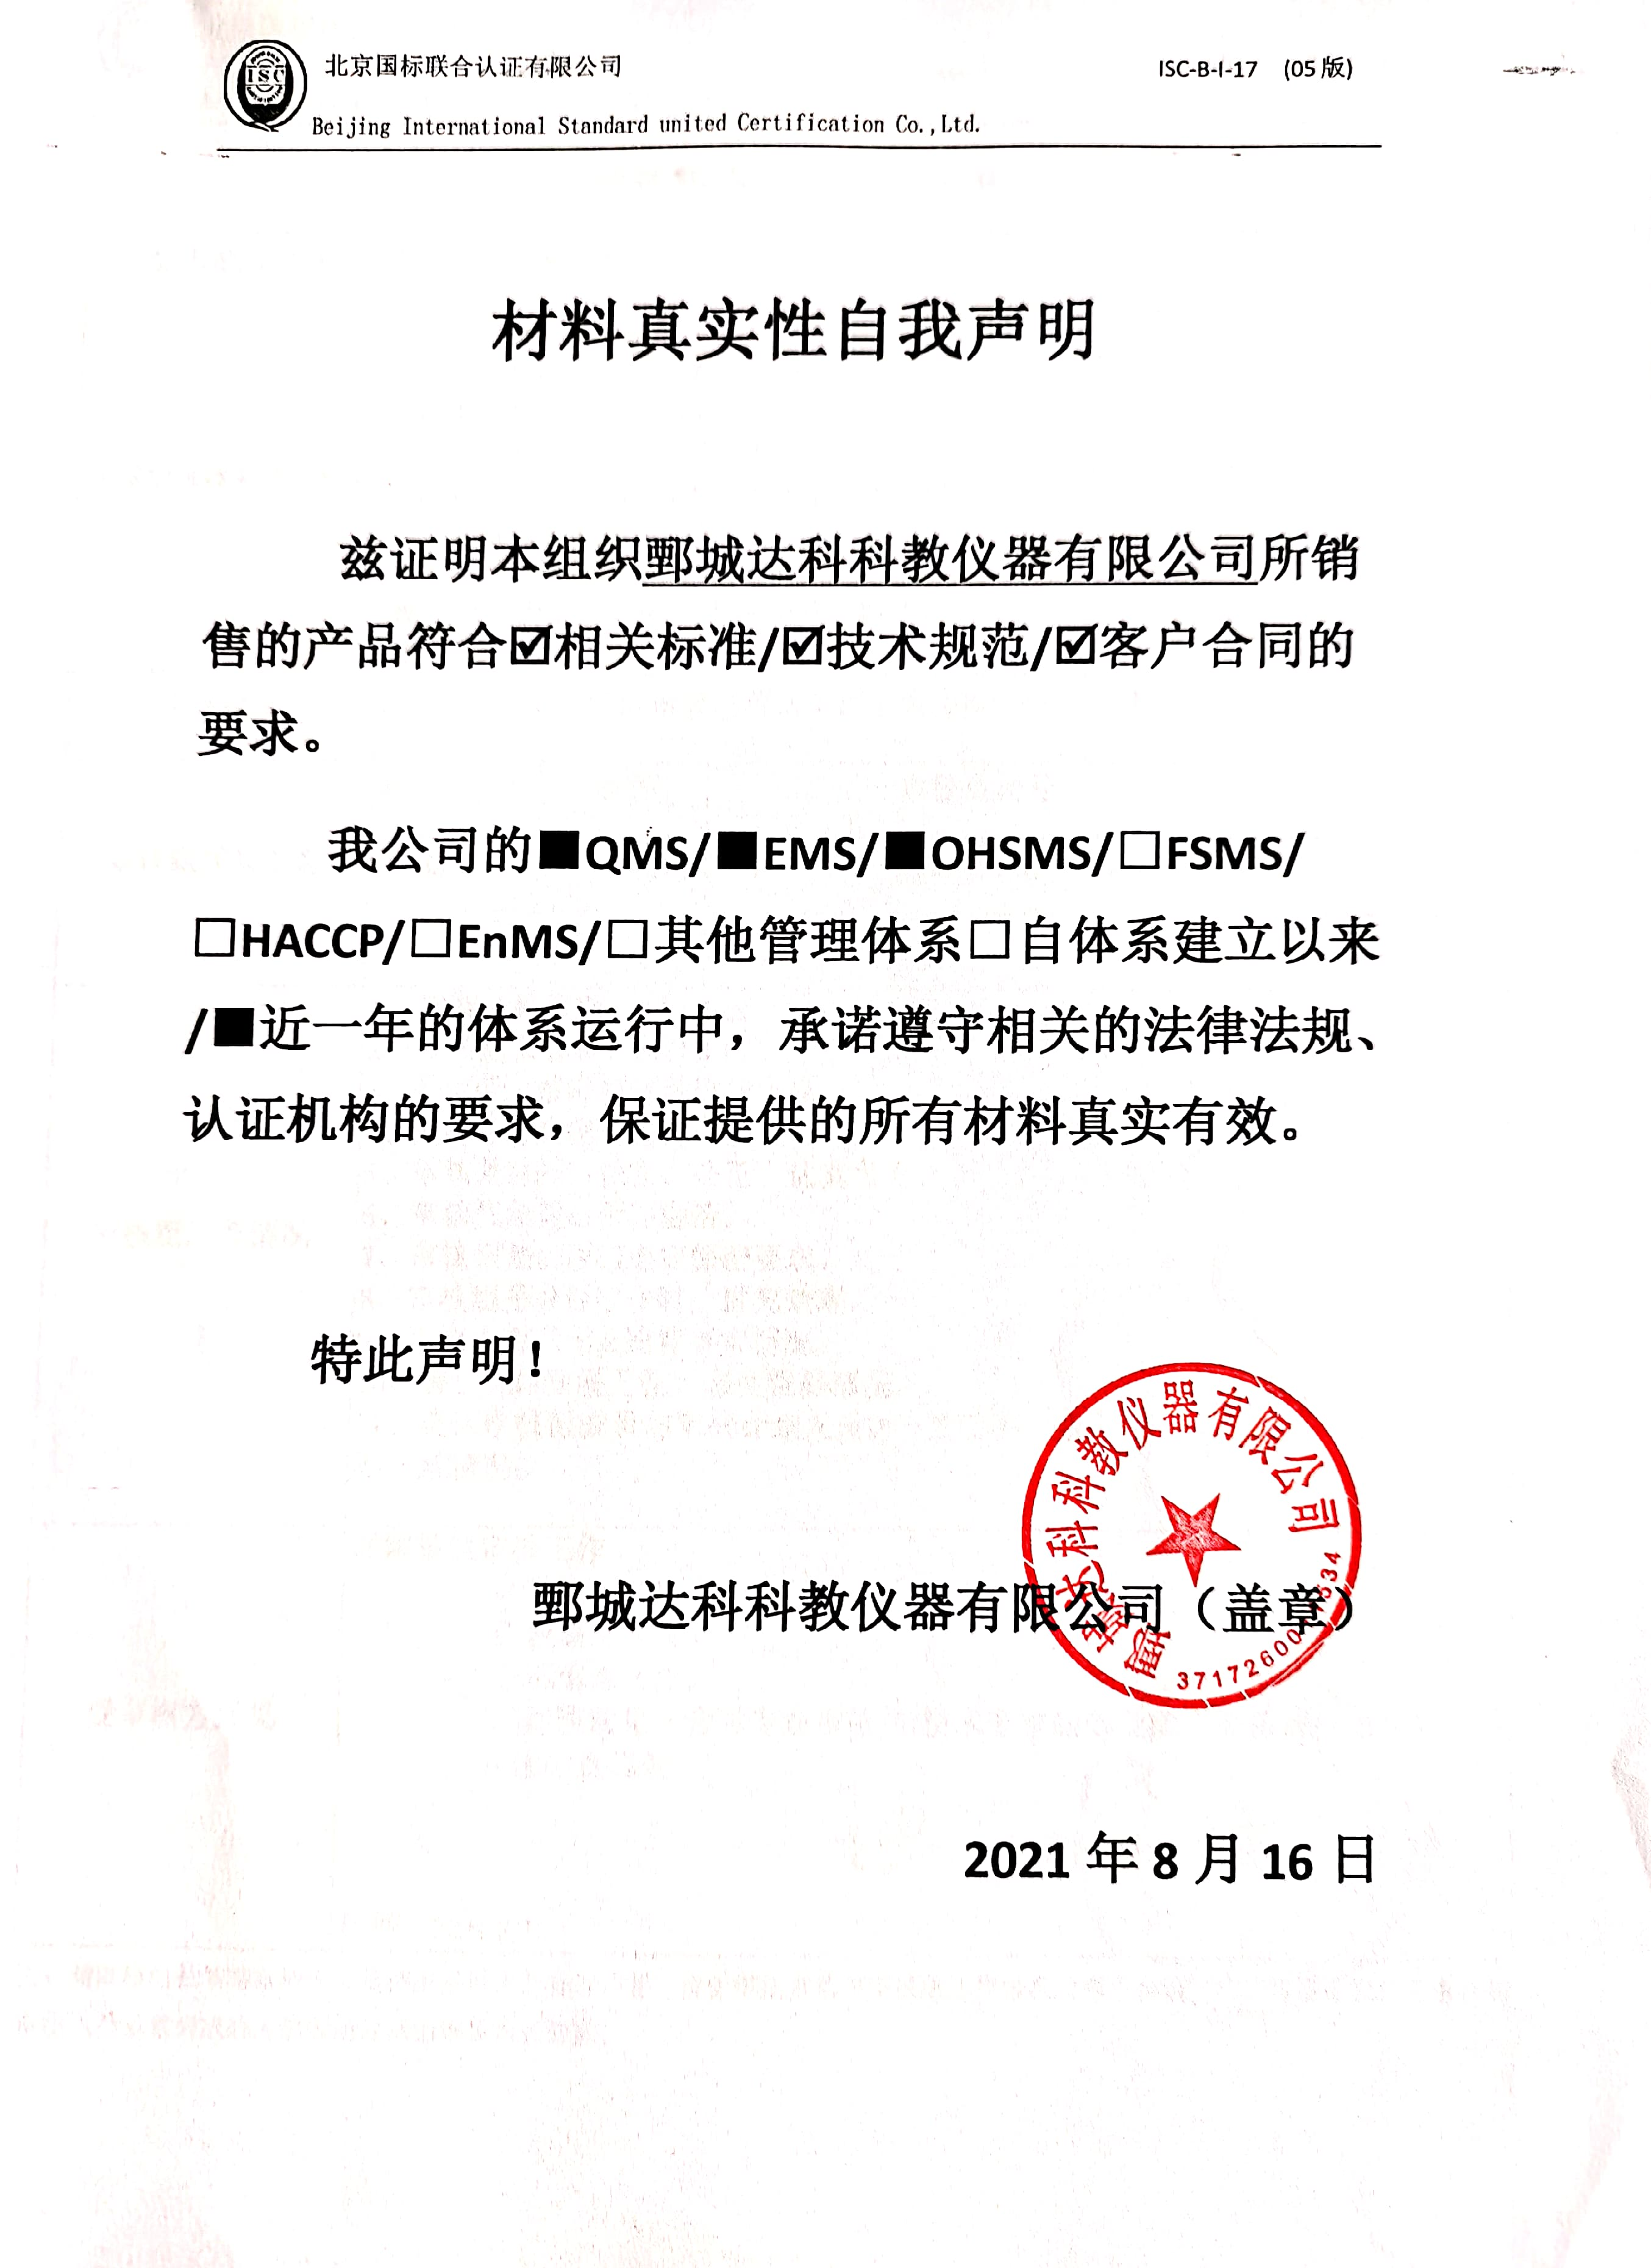 ISC
北京国标联合认证有限公司
ISC-B-I-17 (05 版)
Beijing International Standard united Certification Co.,Ltd.
材料真实性自我声明
兹证明本组织鄄城达科科教仪器有限公司所销
售的产品符合☑相关标准/☑技术规范/☑客户合同的
要求。
我公司的■QMS/■EMS/■OHSMS/□FSMS/
□HACCP/□EnMS/□其他管理体系□自体系建立以来
/■近一年的体系运行中，承诺遵守相关的法律法规、
认证机构的要求，保证提供的所有材料真实有效。
特此声明！
鄄城达科科教仪器有限公司
鄄城达科科教仪器有限公司（盖章）
2021 年 8 月 16 日